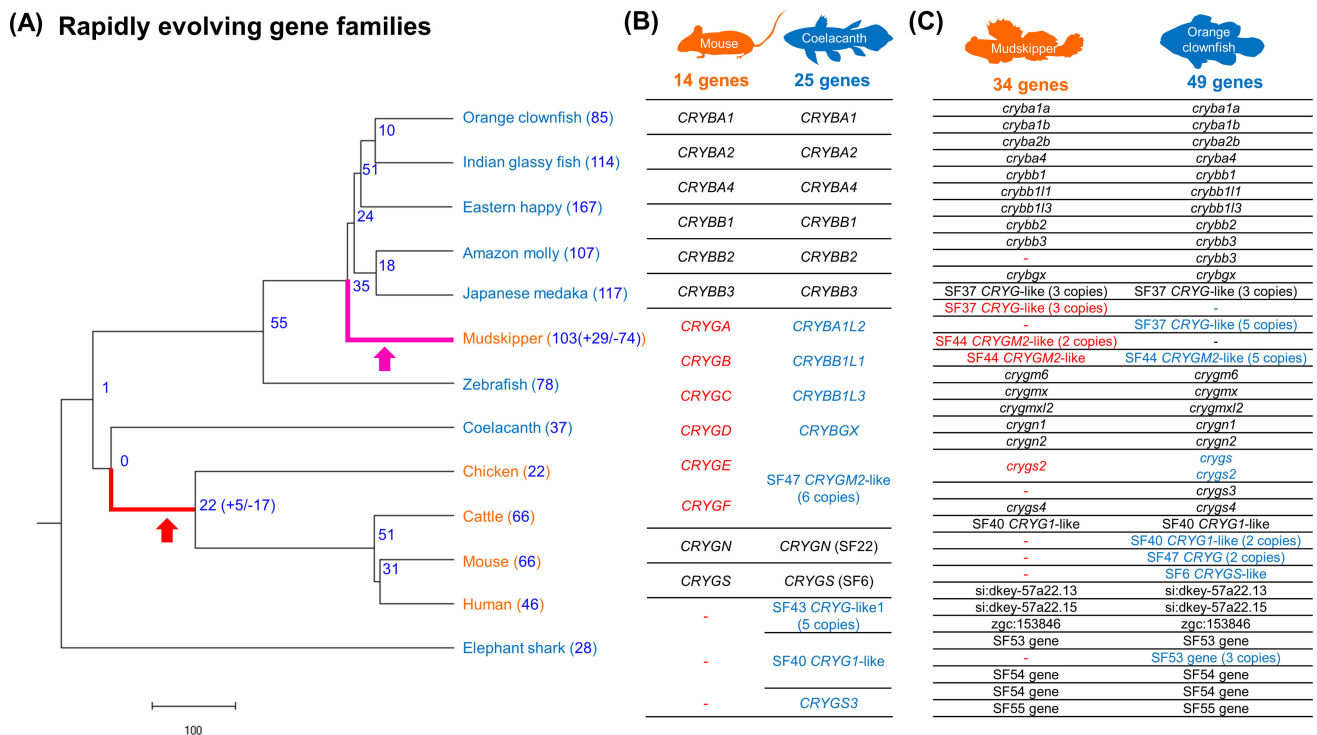 (A) Rapidly evolving gene families
Orange clownfish (85)
10
Indian glassy fish (114)
51
Eastern happy (167)
24
Amazon molly (107)
18
Japanese medaka (117)
35
55
Mudskipper (103(+29/-74))
Zebrafish (78)
1
Coelacanth (37)
0
Chicken (22)
22 (+5/-17)
Cattle (66)
51
Mouse (66)
31
Human (46)
Elephant shark (28)
100
(B)
Mouse Coelacanth
14 genes 25 genes
CRYBA1 CRYBA1
CRYBA2 CRYBA2
CRYBA4 CRYBA4
CRYBB1 CRYBB1
CRYBB2 CRYBB2
CRYBB3 CRYBB3
CRYGA CRYBA1L2
CRYGB CRYBB1L1
CRYGC CRYBB1L3
CRYGD CRYBGX
CRYGE SF47 CRYGM2-like
CRYGF (6 copies)
CRYGN CRYGN (SF22)
CRYGS CRYGS (SF6)
- SF43 CRYG-like1
(5 copies)
- SF40 CRYG1-like
- CRYGS3
(C)
Mudskipper Orange
clownfish
34 genes 49 genes
cryba1a cryba1a
cryba1b cryba1b
cryba2b cryba2b
cryba4 cryba4
crybb1 crybb1
crybb1l1 crybb1l1
crybb1l3 crybb1l3
crybb2 crybb2
crybb3 crybb3
- crybb3
crybgx crybgx
SF37 CRYG-like (3 copies) SF37 CRYG-like (3 copies)
SF37 CRYG-like (3 copies) -
- SF37 CRYG-like (5 copies)
SF44 CRYGM2-like (2 copies) -
SF44 CRYGM2-like SF44 CRYGM2-like (5 copies)
crygm6 crygm6
crygmx crygmx
crygmxl2 crygmxl2
crygn1 crygn1
crygn2 crygn2
crygs2 crygs
crygs2
- crygs3
crygs4 crygs4
SF40 CRYG1-like SF40 CRYG1-like
- SF40 CRYG1-like (2 copies)
- SF47 CRYG (2 copies)
- SF6 CRYGS-like
si:dkey-57a22.13 si:dkey-57a22.13
si:dkey-57a22.15 si:dkey-57a22.15
zgc:153846 zgc:153846
SF53 gene SF53 gene
- SF53 gene (3 copies)
SF54 gene SF54 gene
SF54 gene SF54 gene
SF55 gene SF55 gene